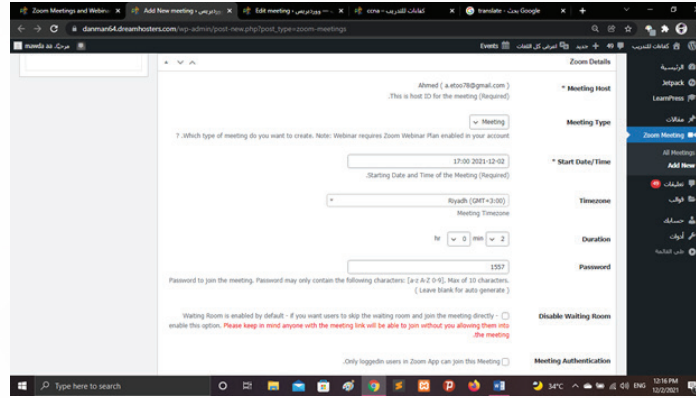 Zoom Meetings and Webin
Add New meeting ‹
Edit meeting ‹
ccna – كفاءات للتدريب
translate - بحث Google
danman64.dreamhosters.com/wp-admin/post-new.php?post_type=zoom-meetings
كفاءات للتدريب
0
جديد
عرض كل اللغات
Events
Zoom Details
الرئيسية
Jetpack
LearnPress
مقالات
Zoom Meeting
All Meetings
Add New
تعليقات
قوالب
حسابك
أدوات
* Meeting Host
Ahmed ( a.etoo78@gmail.com )
.This is host ID for the meeting (Required)
Meeting Type
Meeting
? .Which type of meeting do you want to create. Note: Webinar requires Zoom Webinar Plan enabled in your account
* Start Date/Time
17:00 2021-12-02
.Starting Date and Time of the Meeting (Required)
Timezone
Riyadh (GMT+3:00)
Meeting Timezone
Duration
hr 0 min 2
Password
1557
Password to join the meeting. Password may only contain the following characters: [a-z A-Z 0-9]. Max of 10 characters.
( Leave blank for auto generate )
Disable Waiting Room
Waiting Room is enabled by default - if you want users to skip the waiting room and join the meeting directly -
enable this option. Please keep in mind anyone with the meeting link will be able to join without you allowing them into
.the meeting
Meeting Authentication
.Only loggedin users in Zoom App can join this Meeting
Type here to search
34°C
ENG
12:16 PM
12/2/2021